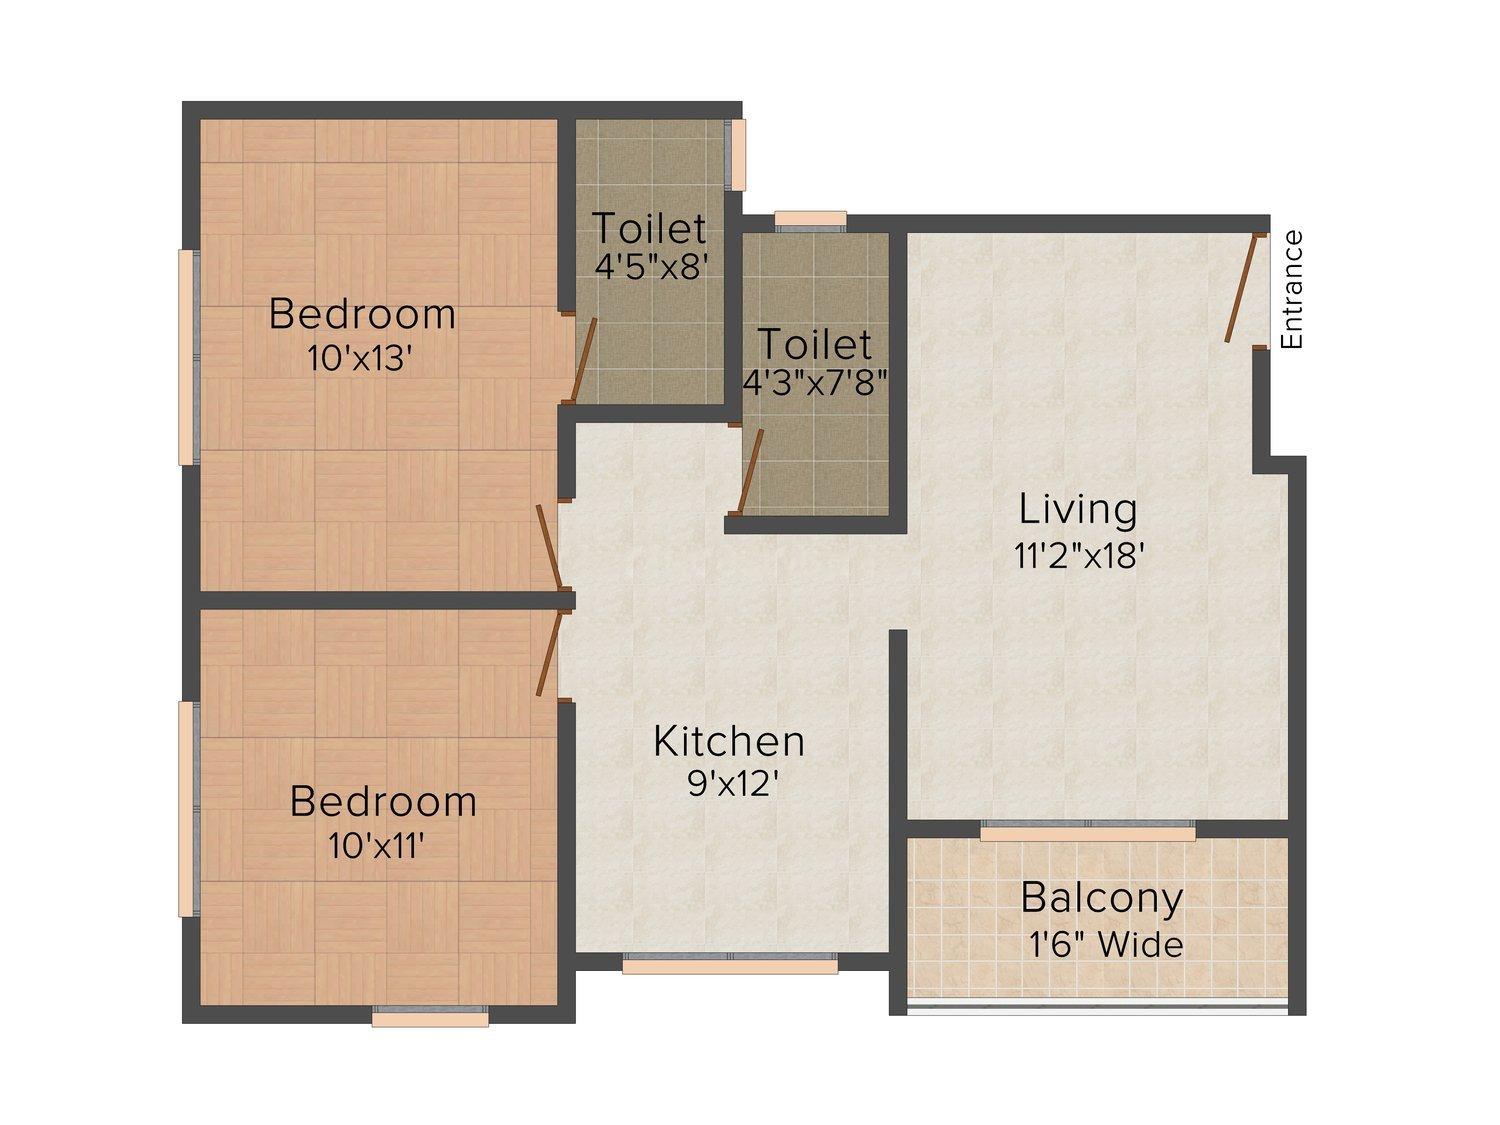 Toilet
4'5"x8'
Entrance
Bedroom
10'x13'
Toilet
4'3"x7'8"
Living
11'2"x18'
Kitchen
9'x12'
Bedroom
10'x11'
Balcony
1'6" Wide